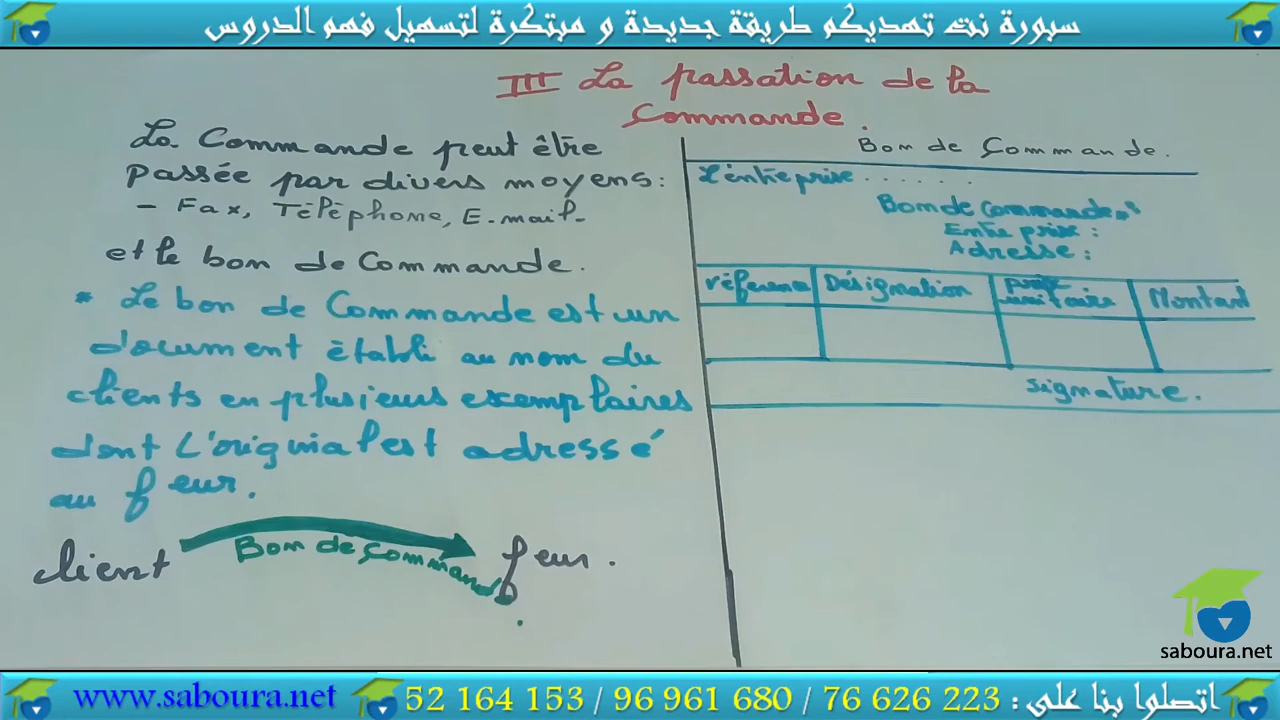 سبورة نت تهديكم طريقة جديدة و مبتكرة لتسهيل فهم الدروس
III La passation de la
Commande.
La Commande peut être
passée par divers moyens:
- Fax, Téléphone, E-mail-
et le bon de Commande.
* Le bon de Commande est un
document établi au nom du
clients en plusieurs exemplaires
dont L'original est adressé
au feur.
client Bon de Commande feur.
Bon de Commande.
L'entreprise.......
Bon de Commande n°
Entreprise:
Adresse:
référence Désignation prix unitaire Montant
signature.
saboura.net
www.saboura.net
52 164 153 / 96 961 680 / 76 626 223 : اتصلوا بنا على